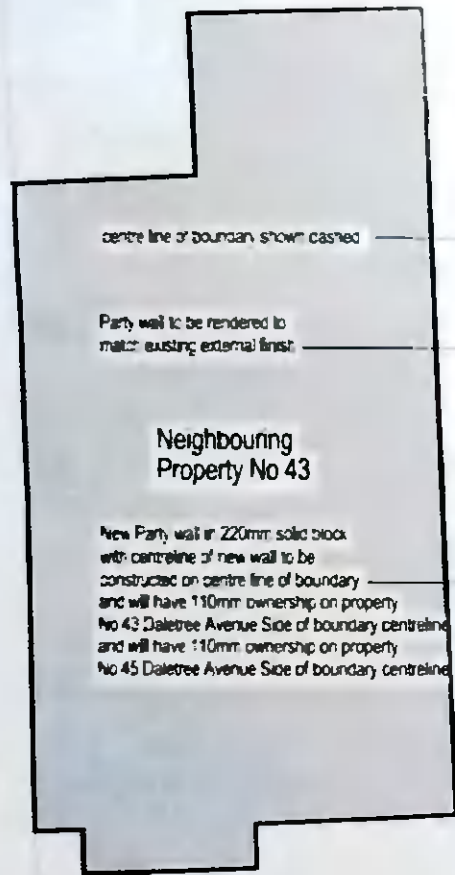 centre line of boundary shown dashed
Party wall to be rendered to
match existing external finish
Neighbouring
Property No 43
New Party wall in 220mm solid block
with centreline of new wall to be
constructed on centre line of boundary
and will have 110mm ownership on property
No 43 Daletree Avenue Side of boundary centreline
and will have 110mm ownership on property
No 45 Daletree Avenue Side of boundary centreline